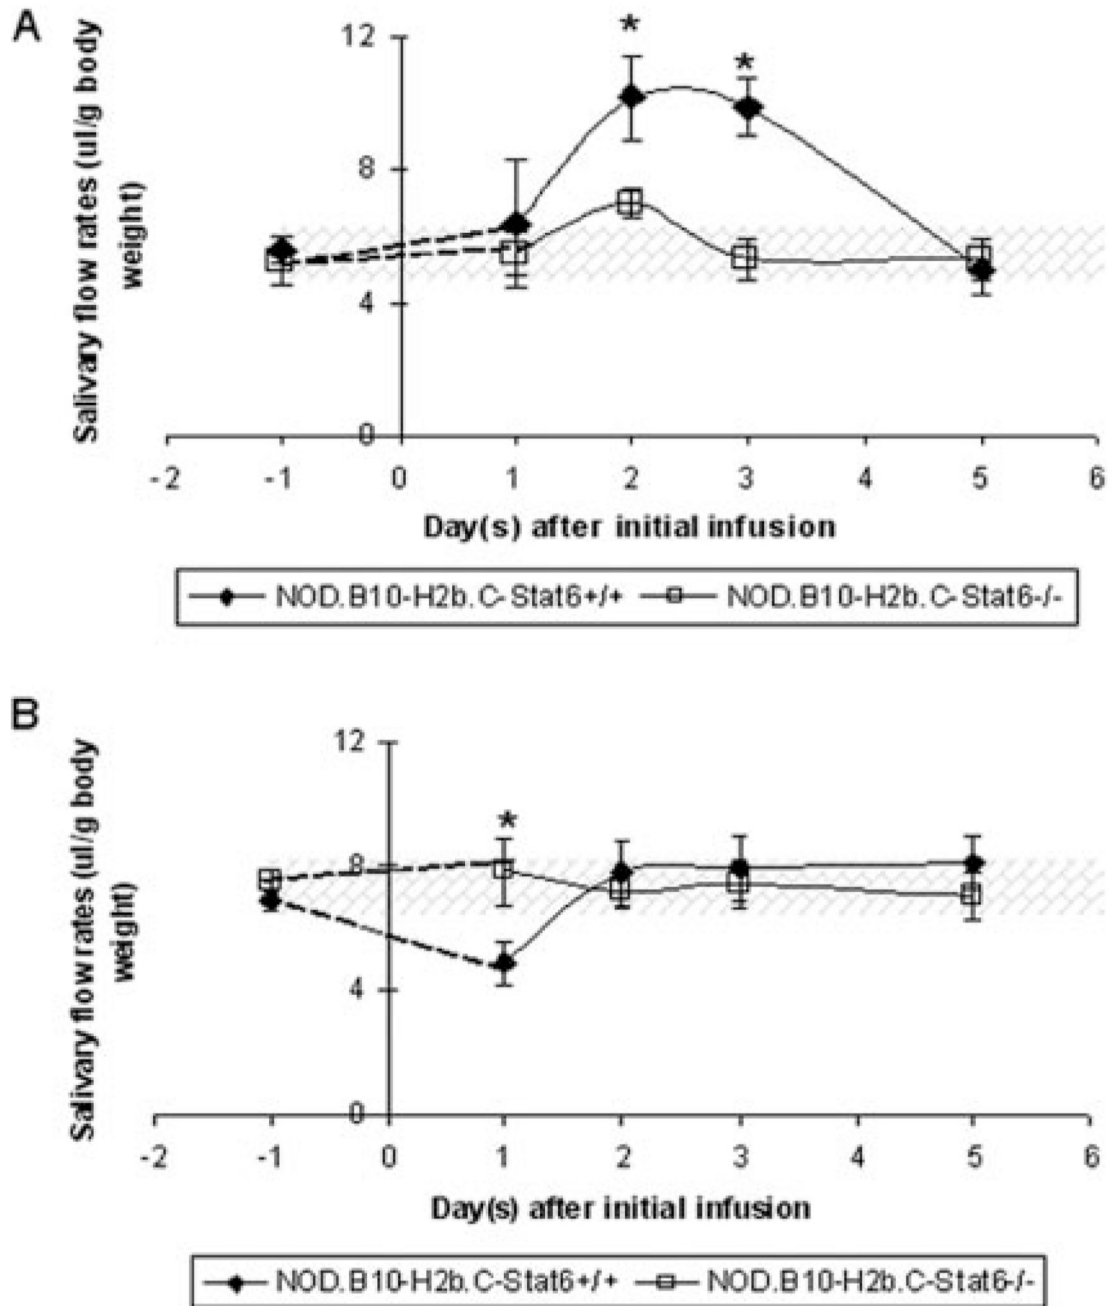 A
Salivary flow rates (ul/g body
weight)
12
*
*
8
4
0
-2 -1 0 1 2 3 4 5 6
Day(s) after initial infusion
NOD.B10-H2b.C-Stat6+/+ NOD.B10-H2b.C-Stat6-/-
B
Salivary flow rates (ul/g body
weight)
12
*
8
4
0
-2 -1 0 1 2 3 4 5 6
Day(s) after initial infusion
NOD.B10-H2b.C-Stat6+/+ NOD.B10-H2b.C-Stat6-/-